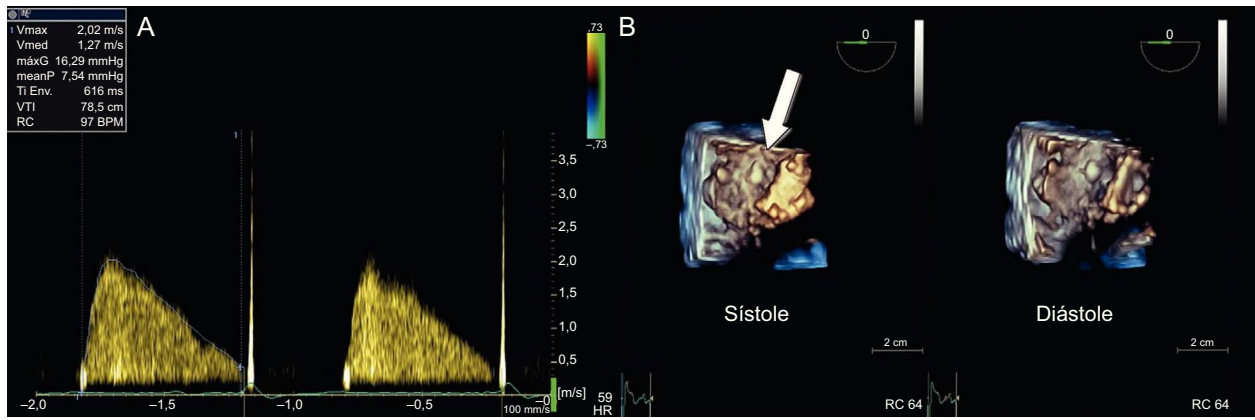 1 Vmax 2,02 m/s
Vmed 1,27 m/s
máxG 16,29 mmHg
meanP 7,54 mmHg
Ti Env. 616 ms
VTI 78,5 cm
RC 97 BPM
A
,73
–,73
1
3,5
3,0
2,5
2,0
1,5
1,0
0,5
[m/s]
–2,0
–1,5
–1,0
–0,5
–0
100 mm/s
59
HR
B
0
0
Sístole
Diástole
2 cm
2 cm
RC 64
RC 64